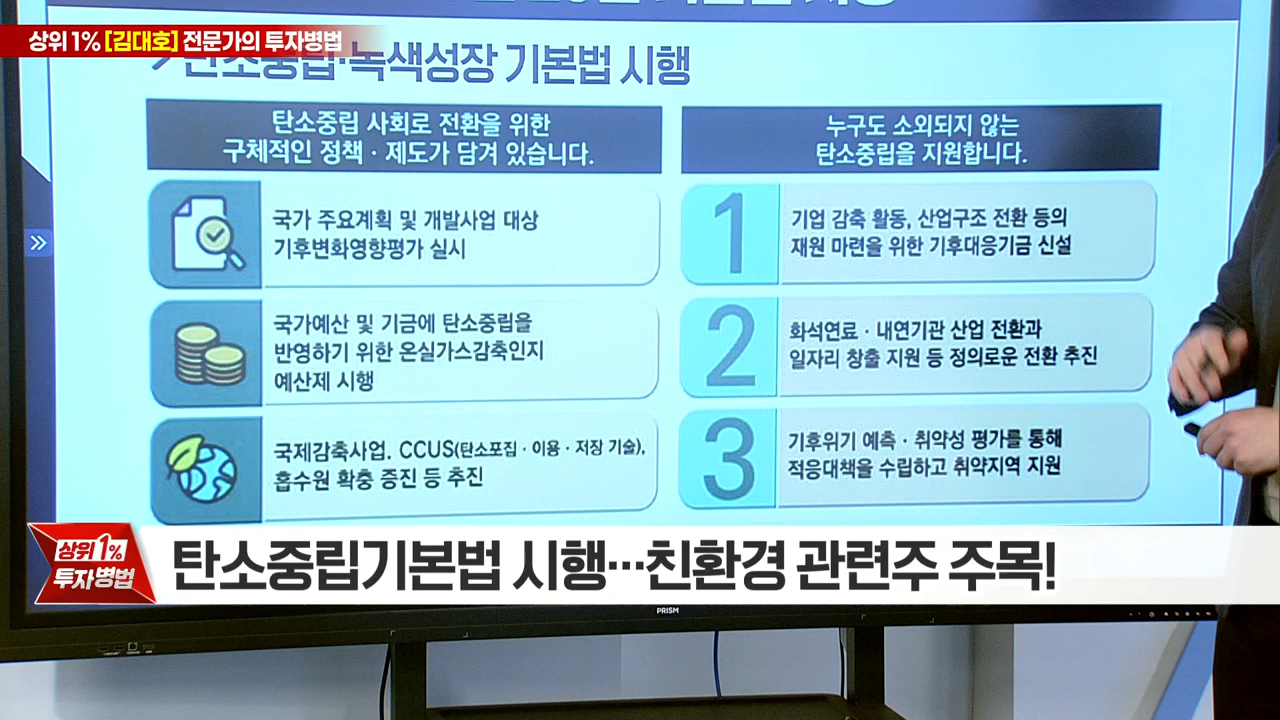 상위 1% [김대호] 전문가의 투자병법
탄소중립·녹색성장 기본법 시행
탄소중립 사회로 전환을 위한
구체적인 정책·제도가 담겨 있습니다.
국가 주요계획 및 개발사업 대상
기후변화영향평가 실시
국가예산 및 기금에 탄소중립을
반영하기 위한 온실가스감축인지
예산제 시행
국제감축사업, CCUS(탄소포집·이용·저장 기술),
흡수원 확충 증진 등 추진
누구도 소외되지 않는
탄소중립을 지원합니다.
1
기업 감축 활동, 산업구조 전환 등의
재원 마련을 위한 기후대응기금 신설
2
화석연료·내연기관 산업 전환과
일자리 창출 지원 등 정의로운 전환 추진
3
기후위기 예측·취약성 평가를 통해
적응대책을 수립하고 취약지역 지원
상위 1%
투자병법
탄소중립기본법 시행…친환경 관련주 주목!
PRISM